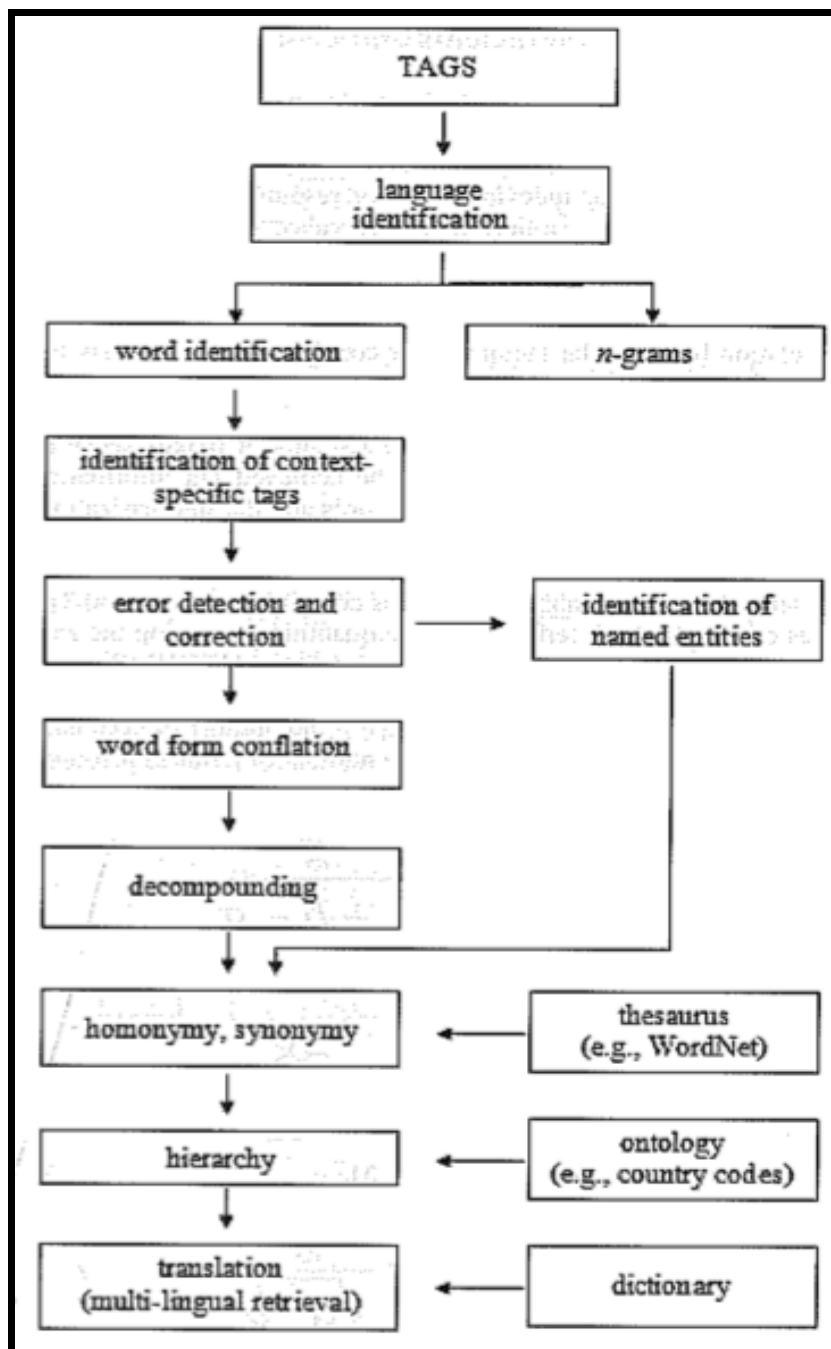 TAGS
language
identification
word identification
n-grams
identification of context-
specific tags
error detection and
correction
identification of
named entities
word form conflation
decompounding
homonymy, synonymy
thesaurus
(e.g., WordNet)
hierarchy
ontology
(e.g., country codes)
translation
(multi-lingual retrieval)
dictionary